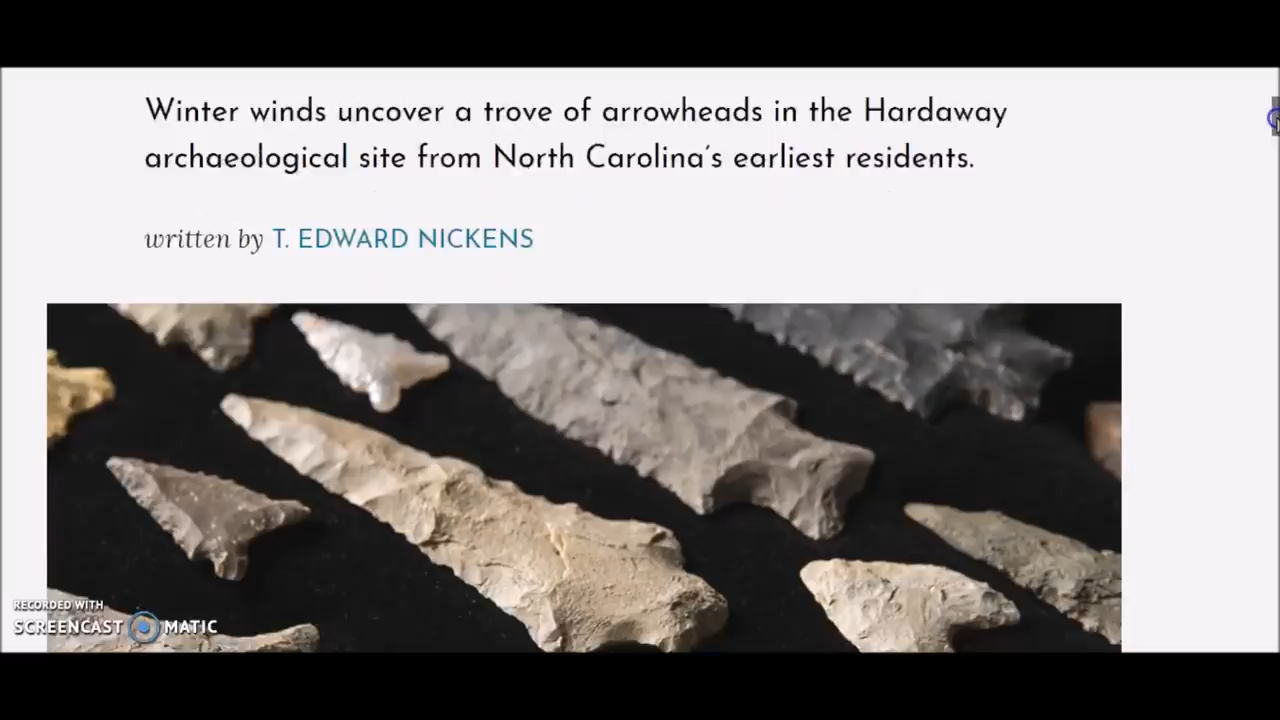 Winter winds uncover a trove of arrowheads in the Hardaway
archaeological site from North Carolina's earliest residents.
written by T. EDWARD NICKENS
RECORDED WITH
SCREENCAST MATIC